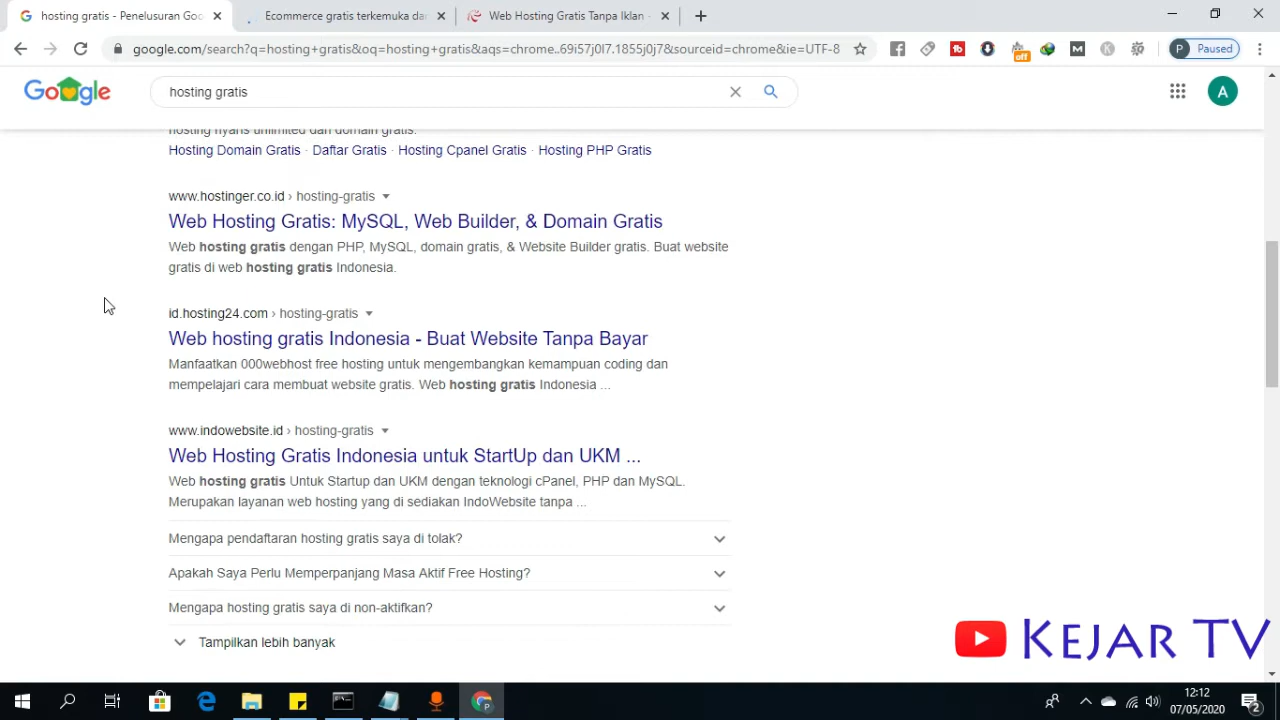 hosting gratis - Penelusuran Goo
Ecommerce gratis terkemuka dan
Web Hosting Gratis Tanpa Iklan -
google.com/search?q=hosting+gratis&oq=hosting+gratis&aqs=chrome..69i57j0l7.1855j0j7&sourceid=chrome&ie=UTF-8
off
M
K
P Paused
Google
hosting gratis
A
hosting nyaris unlimited dan domain gratis.
Hosting Domain Gratis · Daftar Gratis · Hosting Cpanel Gratis · Hosting PHP Gratis
www.hostinger.co.id › hosting-gratis
Web Hosting Gratis: MySQL, Web Builder, & Domain Gratis
Web hosting gratis dengan PHP, MySQL, domain gratis, & Website Builder gratis. Buat website
gratis di web hosting gratis Indonesia.
id.hosting24.com › hosting-gratis
Web hosting gratis Indonesia - Buat Website Tanpa Bayar
Manfaatkan 000webhost free hosting untuk mengembangkan kemampuan coding dan
mempelajari cara membuat website gratis. Web hosting gratis Indonesia ...
www.indowebsite.id › hosting-gratis
Web Hosting Gratis Indonesia untuk StartUp dan UKM ...
Web hosting gratis Untuk Startup dan UKM dengan teknologi cPanel, PHP dan MySQL.
Merupakan layanan web hosting yang di sediakan IndoWebsite tanpa ...
Mengapa pendaftaran hosting gratis saya di tolak?
Apakah Saya Perlu Memperpanjang Masa Aktif Free Hosting?
Mengapa hosting gratis saya di non-aktifkan?
Tampilkan lebih banyak
KEJAR TV
12:12
07/05/2020
2